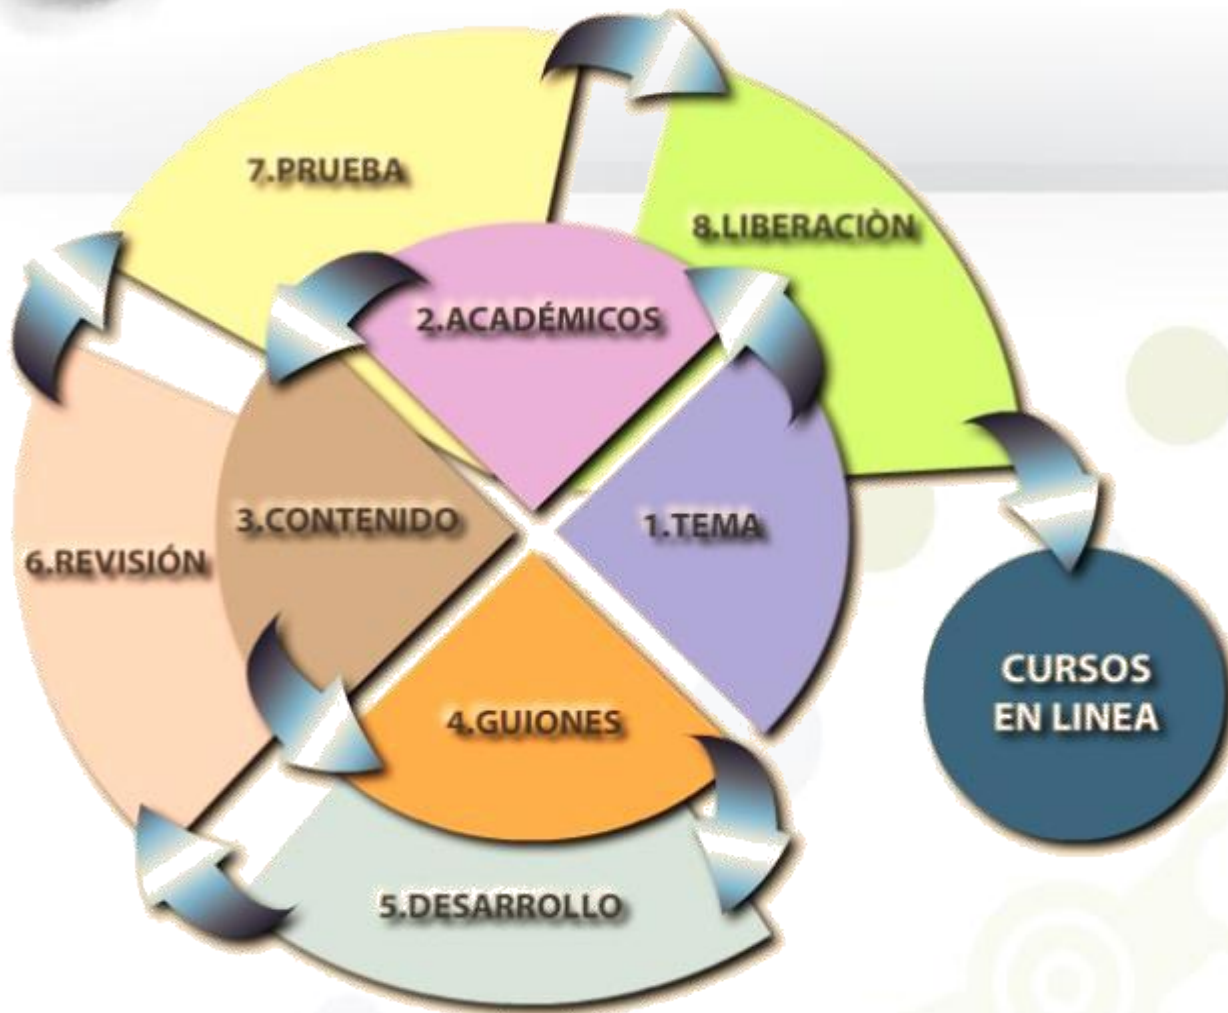 7.PRUEBA
8.LIBERACIÒN
2.ACADÉMICOS
3.CONTENIDO
1.TEMA
6.REVISIÓN
4.GUIONES
5.DESARROLLO
CURSOS
EN LINEA